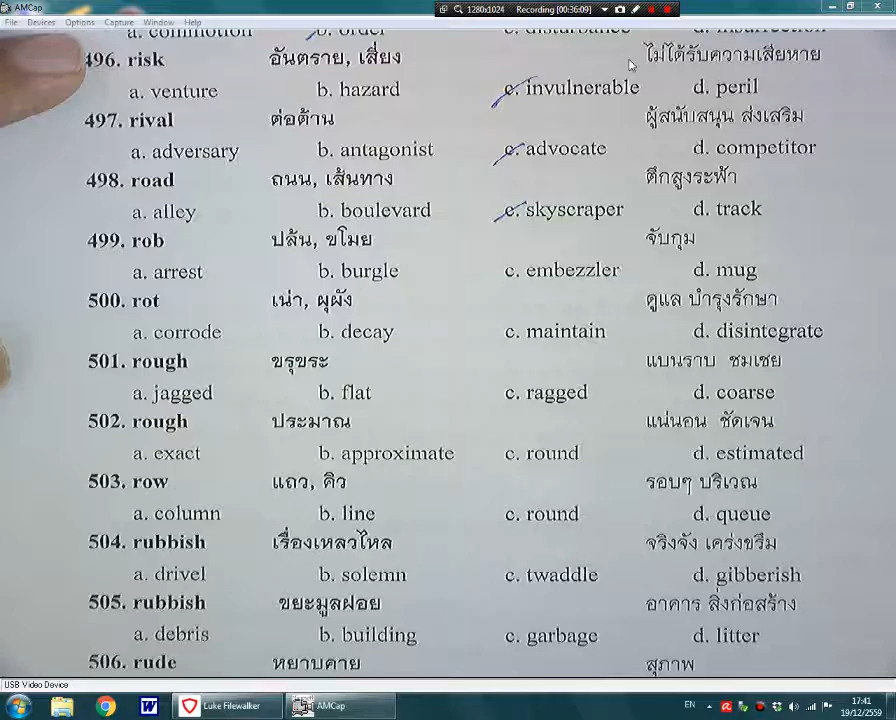 AMCap
1280x1024 Recording [00:36:09]
File Devices Options Capture Window Help
a. commotion b. order c. disturbance d. insurrection
496. risk อันตราย, เสี่ยง ไม่ได้รับความเสียหาย
a. venture b. hazard c. invulnerable d. peril
497. rival ต่อต้าน ผู้สนับสนุน ส่งเสริม
a. adversary b. antagonist c. advocate d. competitor
498. road ถนน, เส้นทาง ตึกสูงระฟ้า
a. alley b. boulevard c. skyscraper d. track
499. rob ปล้น, ขโมย จับกุม
a. arrest b. burgle c. embezzler d. mug
500. rot เน่า, ผุผัง ดูแล บำรุงรักษา
a. corrode b. decay c. maintain d. disintegrate
501. rough ขรุขระ แบนราบ ชมเชย
a. jagged b. flat c. ragged d. coarse
502. rough ประมาณ แน่นอน ชัดเจน
a. exact b. approximate c. round d. estimated
503. row แถว, คิว รอบๆ บริเวณ
a. column b. line c. round d. queue
504. rubbish เรื่องเหลวไหล จริงจัง เคร่งขรึม
a. drivel b. solemn c. twaddle d. gibberish
505. rubbish ขยะมูลฝอย อาคาร สิ่งก่อสร้าง
a. debris b. building c. garbage d. litter
506. rude หยาบคาย สุภาพ
USB Video Device
Luke Filewalker AMCap EN 17:41
19/12/2559